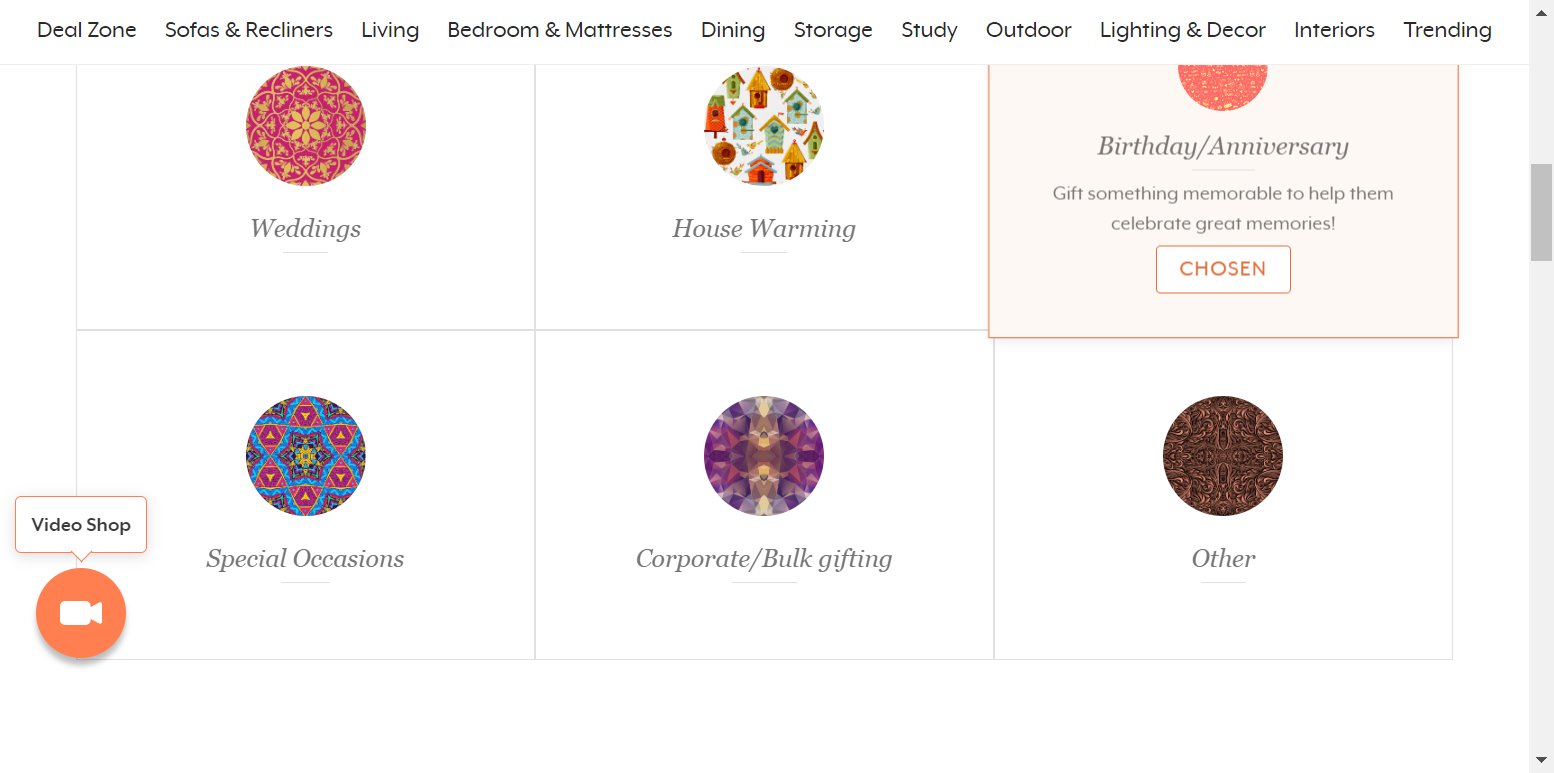 Deal Zone Sofas & Recliners Living Bedroom & Mattresses Dining Storage Study Outdoor Lighting & Decor Interiors Trending
Weddings
House Warming
Birthday/Anniversary
Gift something memorable to help them
celebrate great memories!
CHOSEN
Special Occasions
Corporate/Bulk gifting
Other
Video Shop